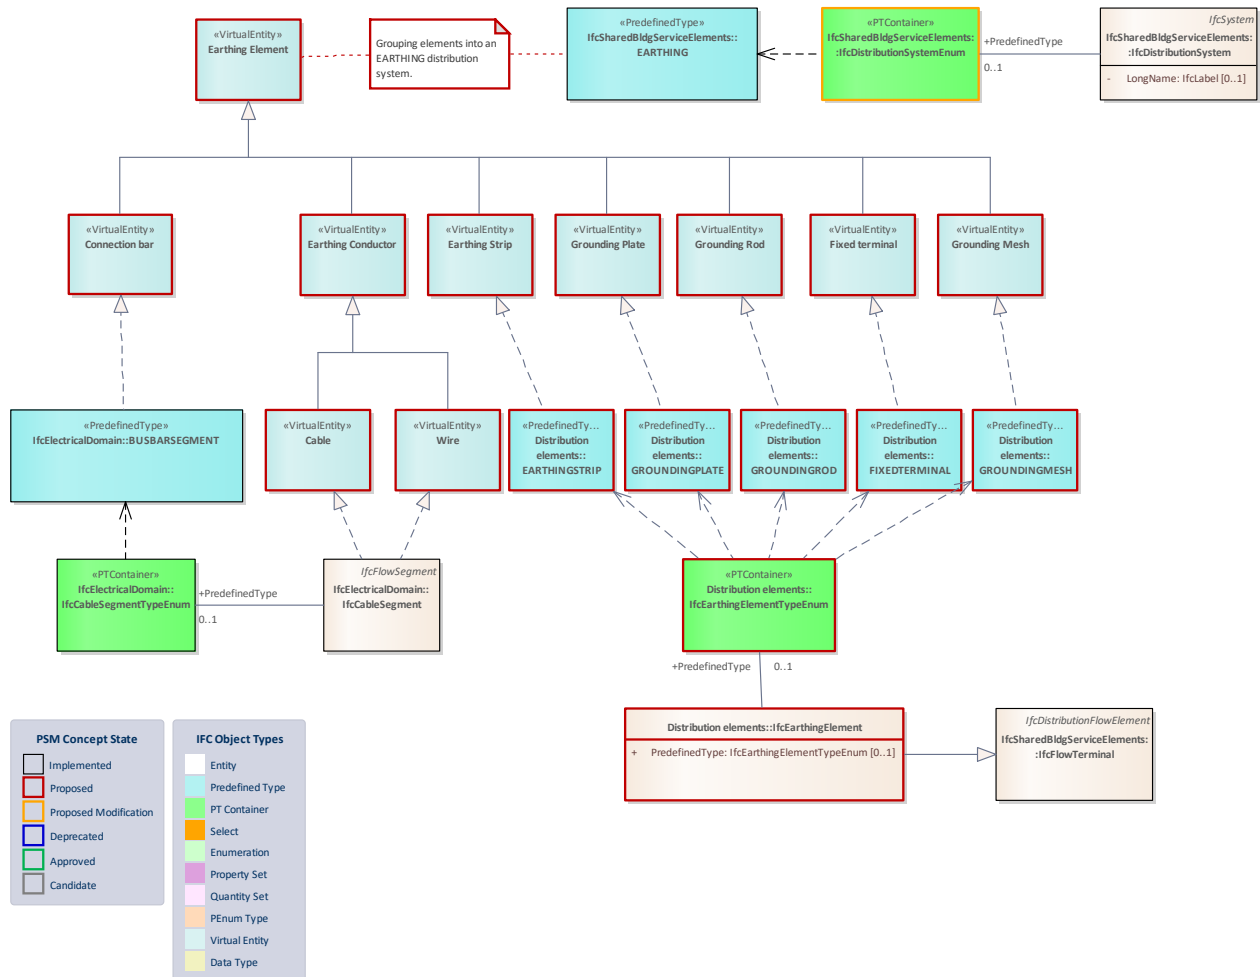 «VirtualEntity»
Earthing Element
Grouping elements into an
EARTHING distribution
system.
«PredefinedType»
IfcSharedBldgServiceElements::
EARTHING
«PTContainer»
IfcSharedBldgServiceElements:
:IfcDistributionSystemEnum
+PredefinedType
0..1
IfcSystem
IfcSharedBldgServiceElements:
:IfcDistributionSystem
- LongName: IfcLabel [0..1]
«VirtualEntity»
Connection bar
«VirtualEntity»
Earthing Conductor
«VirtualEntity»
Earthing Strip
«VirtualEntity»
Grounding Plate
«VirtualEntity»
Grounding Rod
«VirtualEntity»
Fixed terminal
«VirtualEntity»
Grounding Mesh
«PredefinedType»
IfcElectricalDomain::BUSBARSEGMENT
«VirtualEntity»
Cable
«VirtualEntity»
Wire
«PredefinedTy...
Distribution
elements::
EARTHINGSTRIP
«PredefinedTy...
Distribution
elements::
GROUNDINGPLATE
«PredefinedTy...
Distribution
elements::
GROUNDINGROD
«PredefinedTy...
Distribution
elements::
FIXEDTERMINAL
«PredefinedTy...
Distribution
elements::
GROUNDINGMESH
«PTContainer»
IfcElectricalDomain::
IfcCableSegmentTypeEnum
+PredefinedType
0..1
IfcFlowSegment
IfcElectricalDomain::
IfcCableSegment
«PTContainer»
Distribution elements::
IfcEarthingElementTypeEnum
+PredefinedType
0..1
Distribution elements::IfcEarthingElement
+ PredefinedType: IfcEarthingElementTypeEnum [0..1]
IfcDistributionFlowElement
IfcSharedBldgServiceElements:
:IfcFlowTerminal
PSM Concept State
Implemented
Proposed
Proposed Modification
Deprecated
Approved
Candidate
IFC Object Types
Entity
Predefined Type
PT Container
Select
Enumeration
Property Set
Quantity Set
PEnum Type
Virtual Entity
Data Type